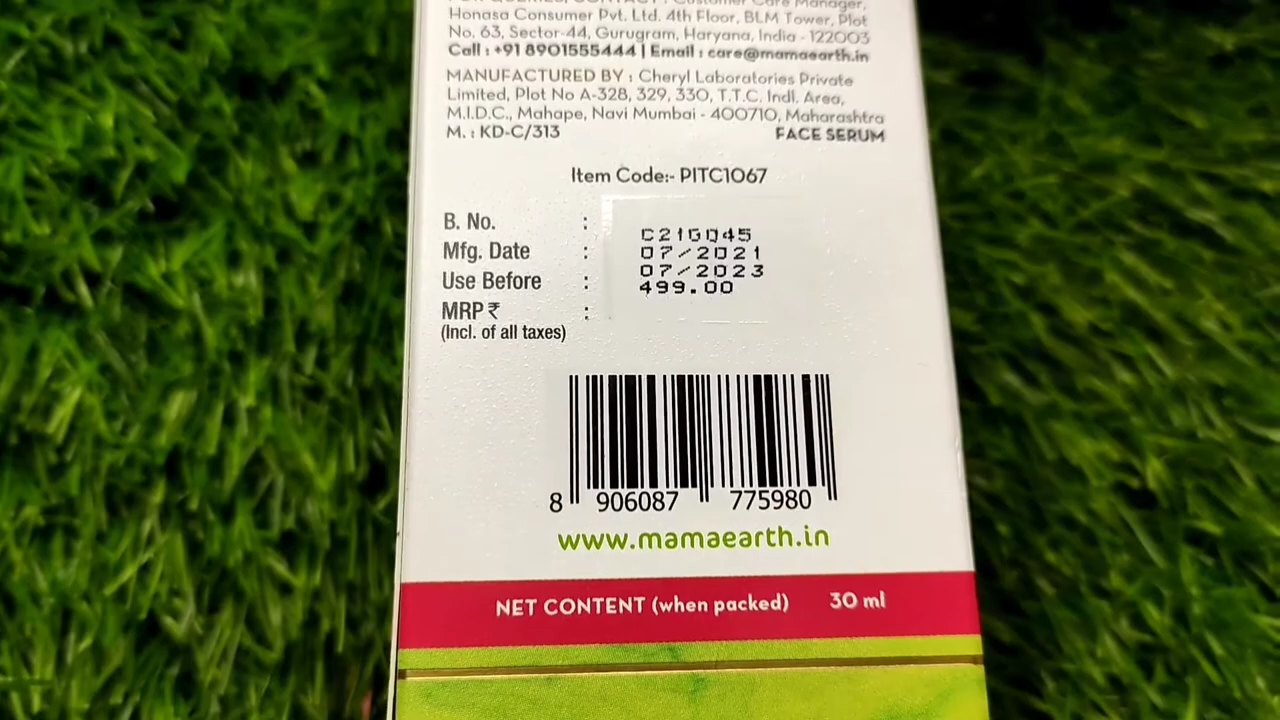 Customer Care Manager,
Honasa Consumer Pvt. Ltd. 4th Floor, BLM Tower, Plot
No. 63, Sector-44, Gurugram, Haryana, India - 122003
Call : +91 8901555444 | Email : care@mamaearth.in
MANUFACTURED BY : Cheryl Laboratories Private
Limited, Plot No A-328, 329, 330, T.T.C. Indl. Area,
M.I.D.C., Mahape, Navi Mumbai - 400710, Maharashtra
M. : KD-C/313 FACE SERUM
Item Code:- PITC1067
B. No. : C21GQ45
Mfg. Date : 07/2021
Use Before : 07/2023
MRP ₹ : 499.00
(Incl. of all taxes)
8 906087 775980
www.mamaearth.in
NET CONTENT (when packed) 30 ml